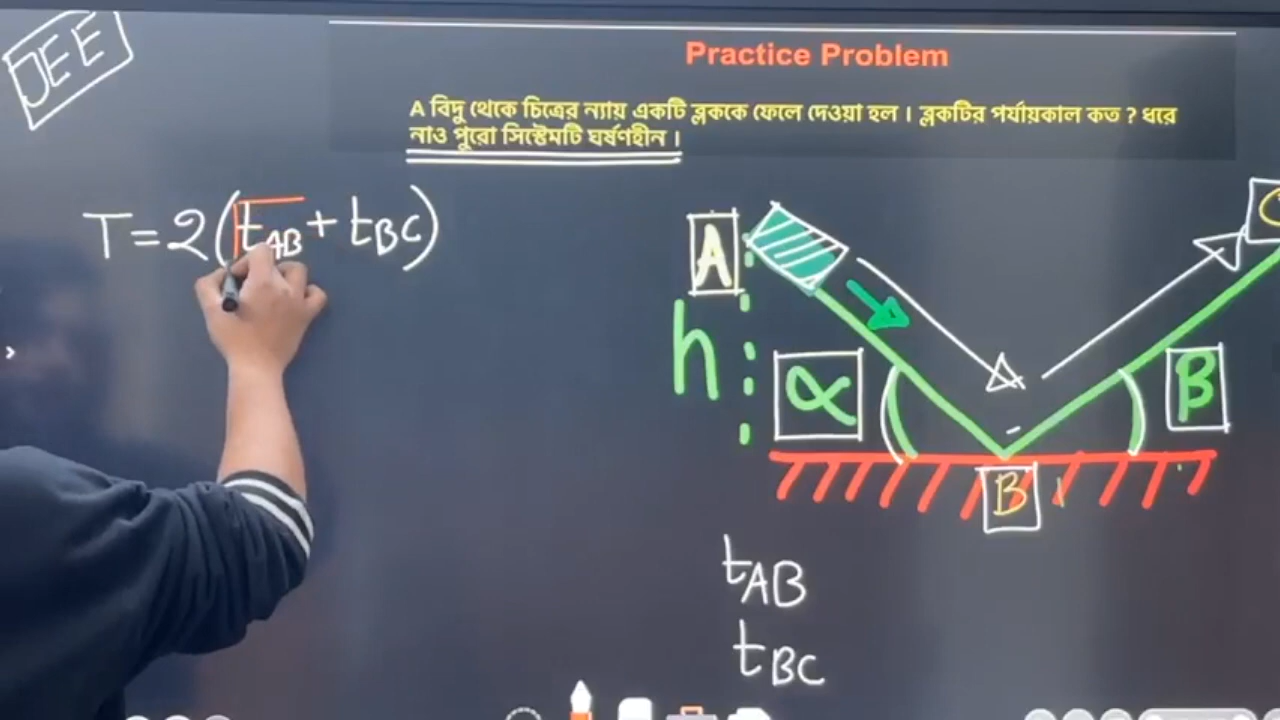 JEE
Practice Problem
A বিদু থেকে চিত্রের ন্যায় একটি ব্লককে ফেলে দেওয়া হল । ব্লকটির পর্যায়কাল কত ? ধরে
নাও পুরো সিস্টেমটি ঘর্ষণহীন ।
T = 2 ( tAB + tBC )
A
C
h
α
β
B
tAB
tBC